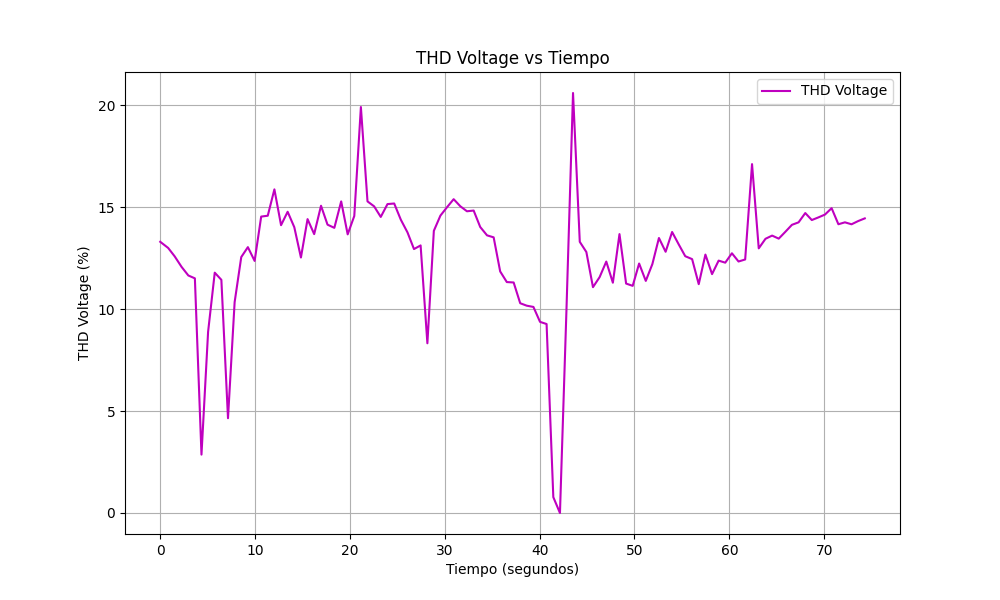 THD Voltage vs Tiempo
THD Voltage
THD Voltage (%)
20
15
10
5
0
0 10 20 30 40 50 60 70
Tiempo (segundos)